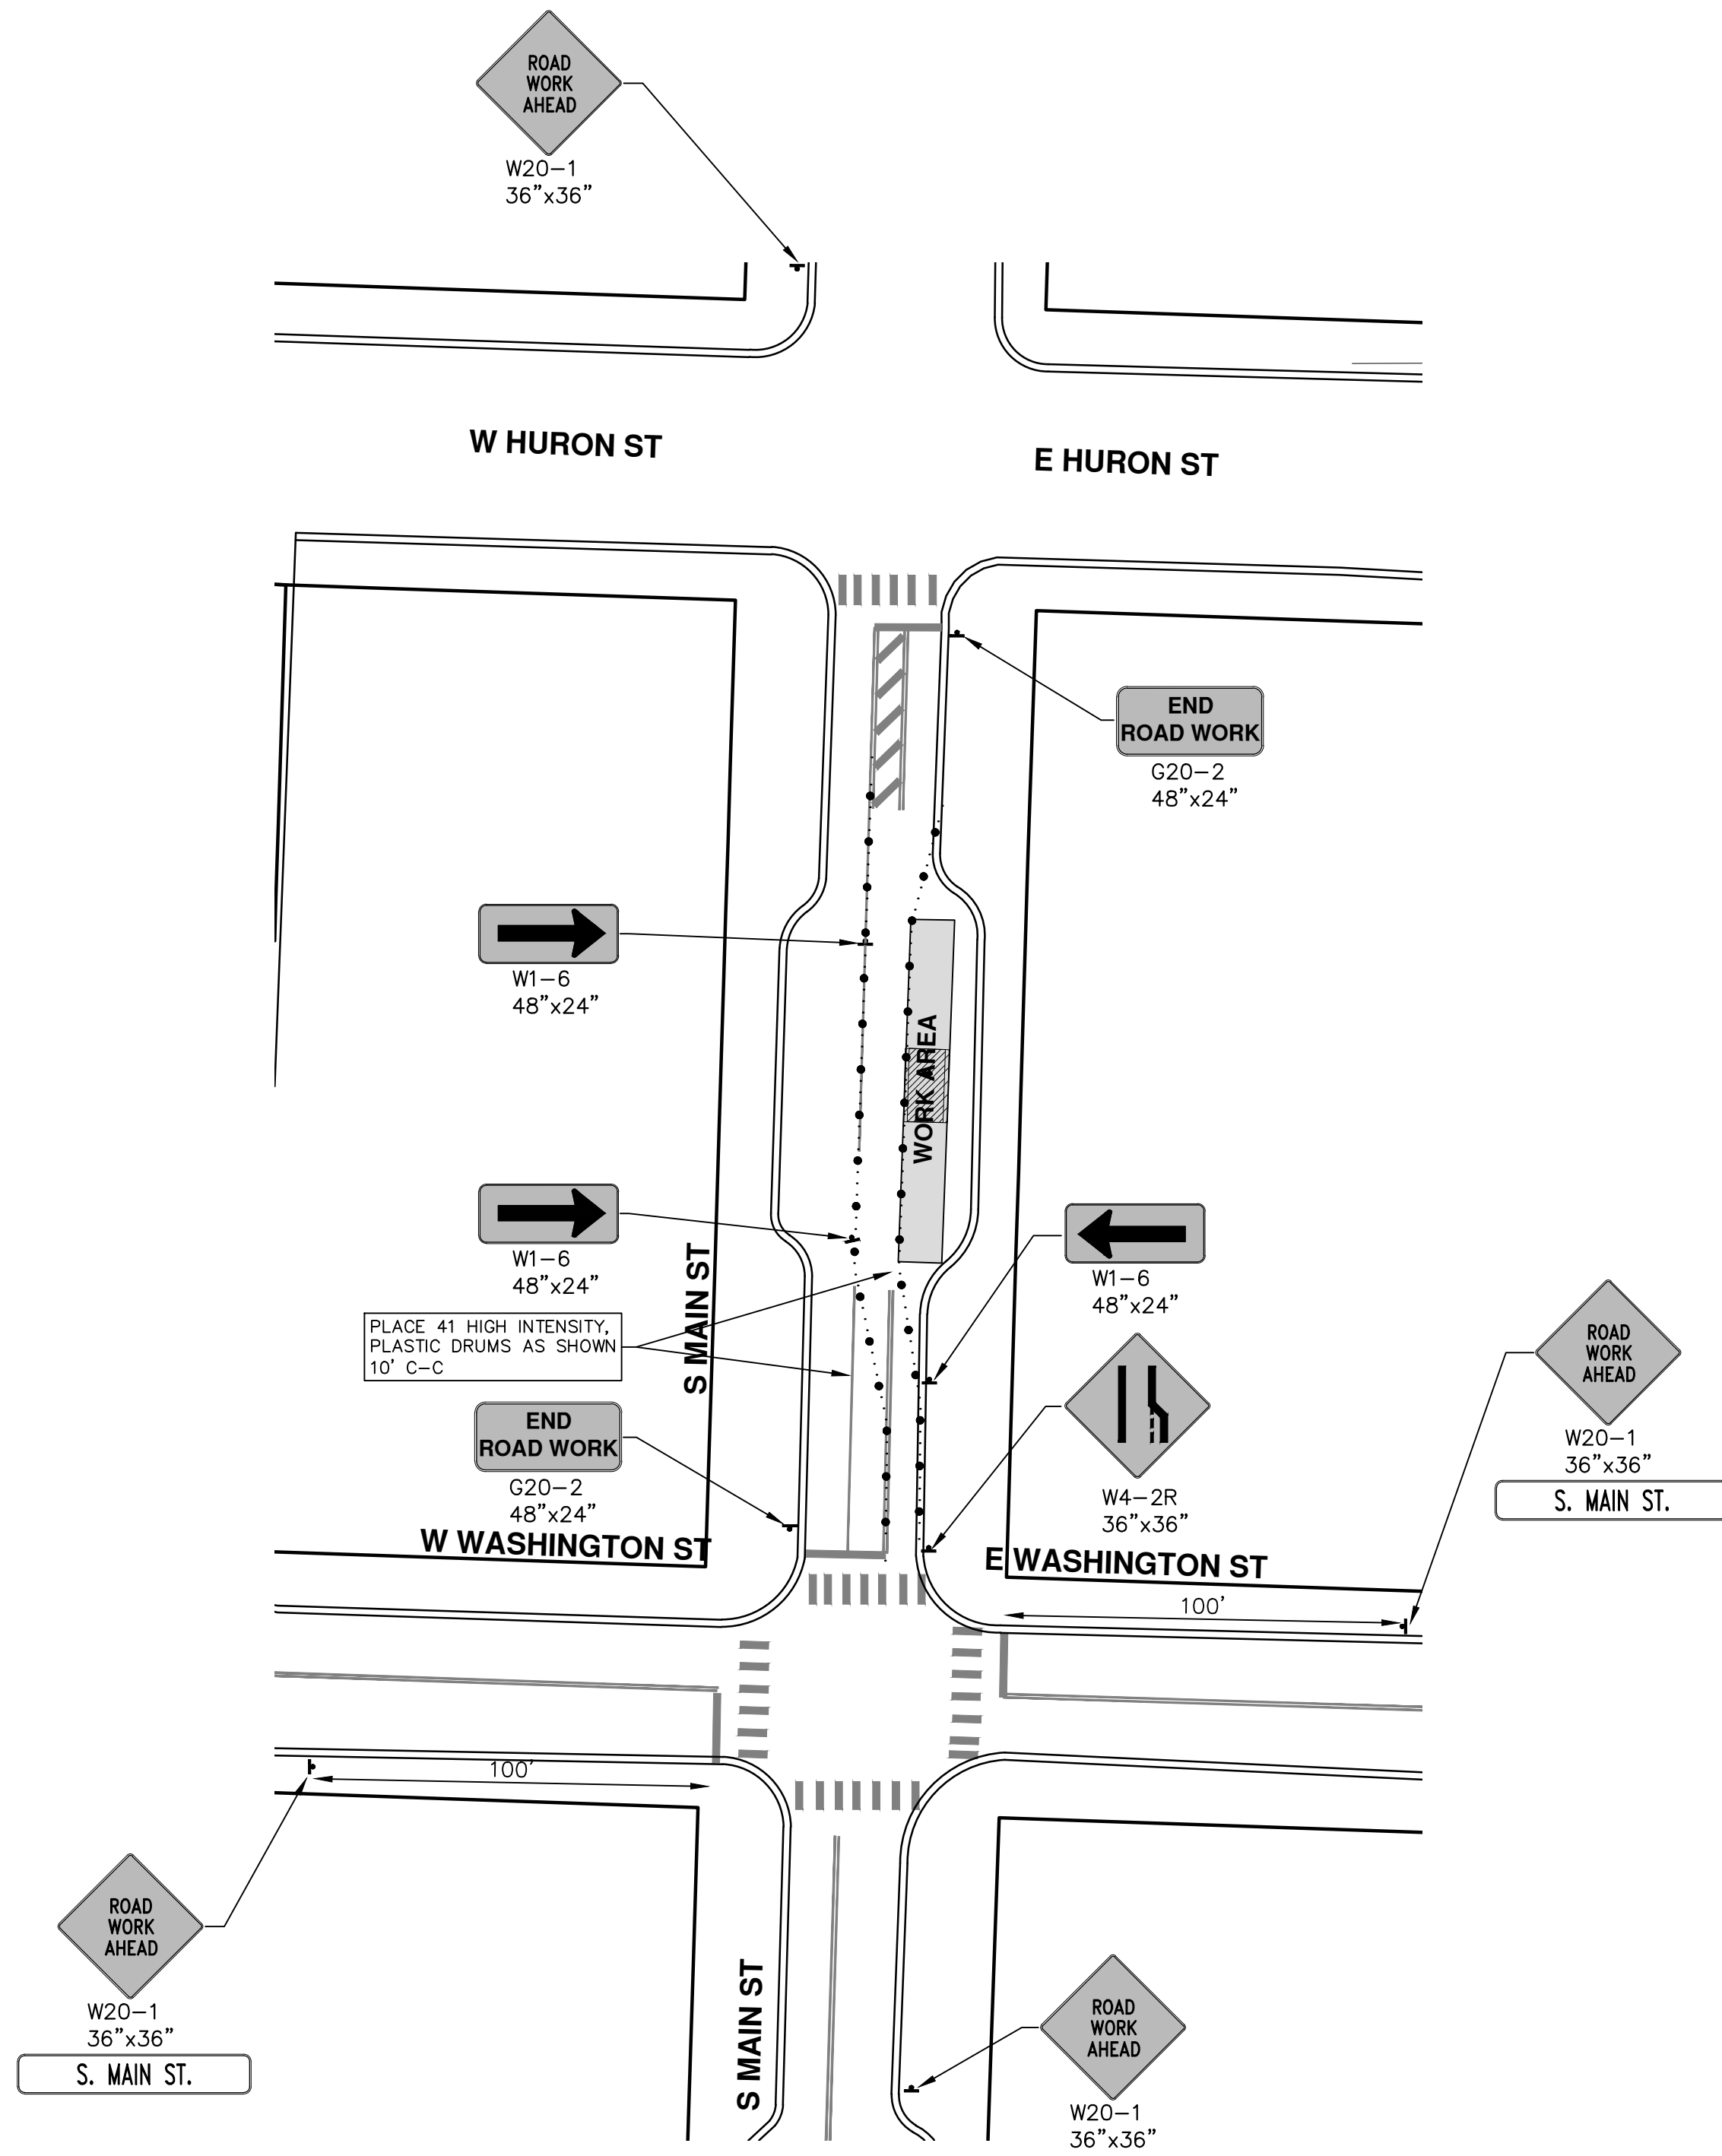 ROAD
WORK
AHEAD
W20-1
36"x36"
W HURON ST
E HURON ST
END
ROAD WORK
G20-2
48"x24"
W1-6
48"x24"
WORK AREA
W1-6
48"x24"
W1-6
48"x24"
S MAIN ST
PLACE 41 HIGH INTENSITY,
PLASTIC DRUMS AS SHOWN
10' C-C
END
ROAD WORK
G20-2
48"x24"
W4-2R
36"x36"
ROAD
WORK
AHEAD
W20-1
36"x36"
S. MAIN ST.
W WASHINGTON ST
E WASHINGTON ST
100'
100'
ROAD
WORK
AHEAD
W20-1
36"x36"
S. MAIN ST.
S MAIN ST
ROAD
WORK
AHEAD
W20-1
36"x36"